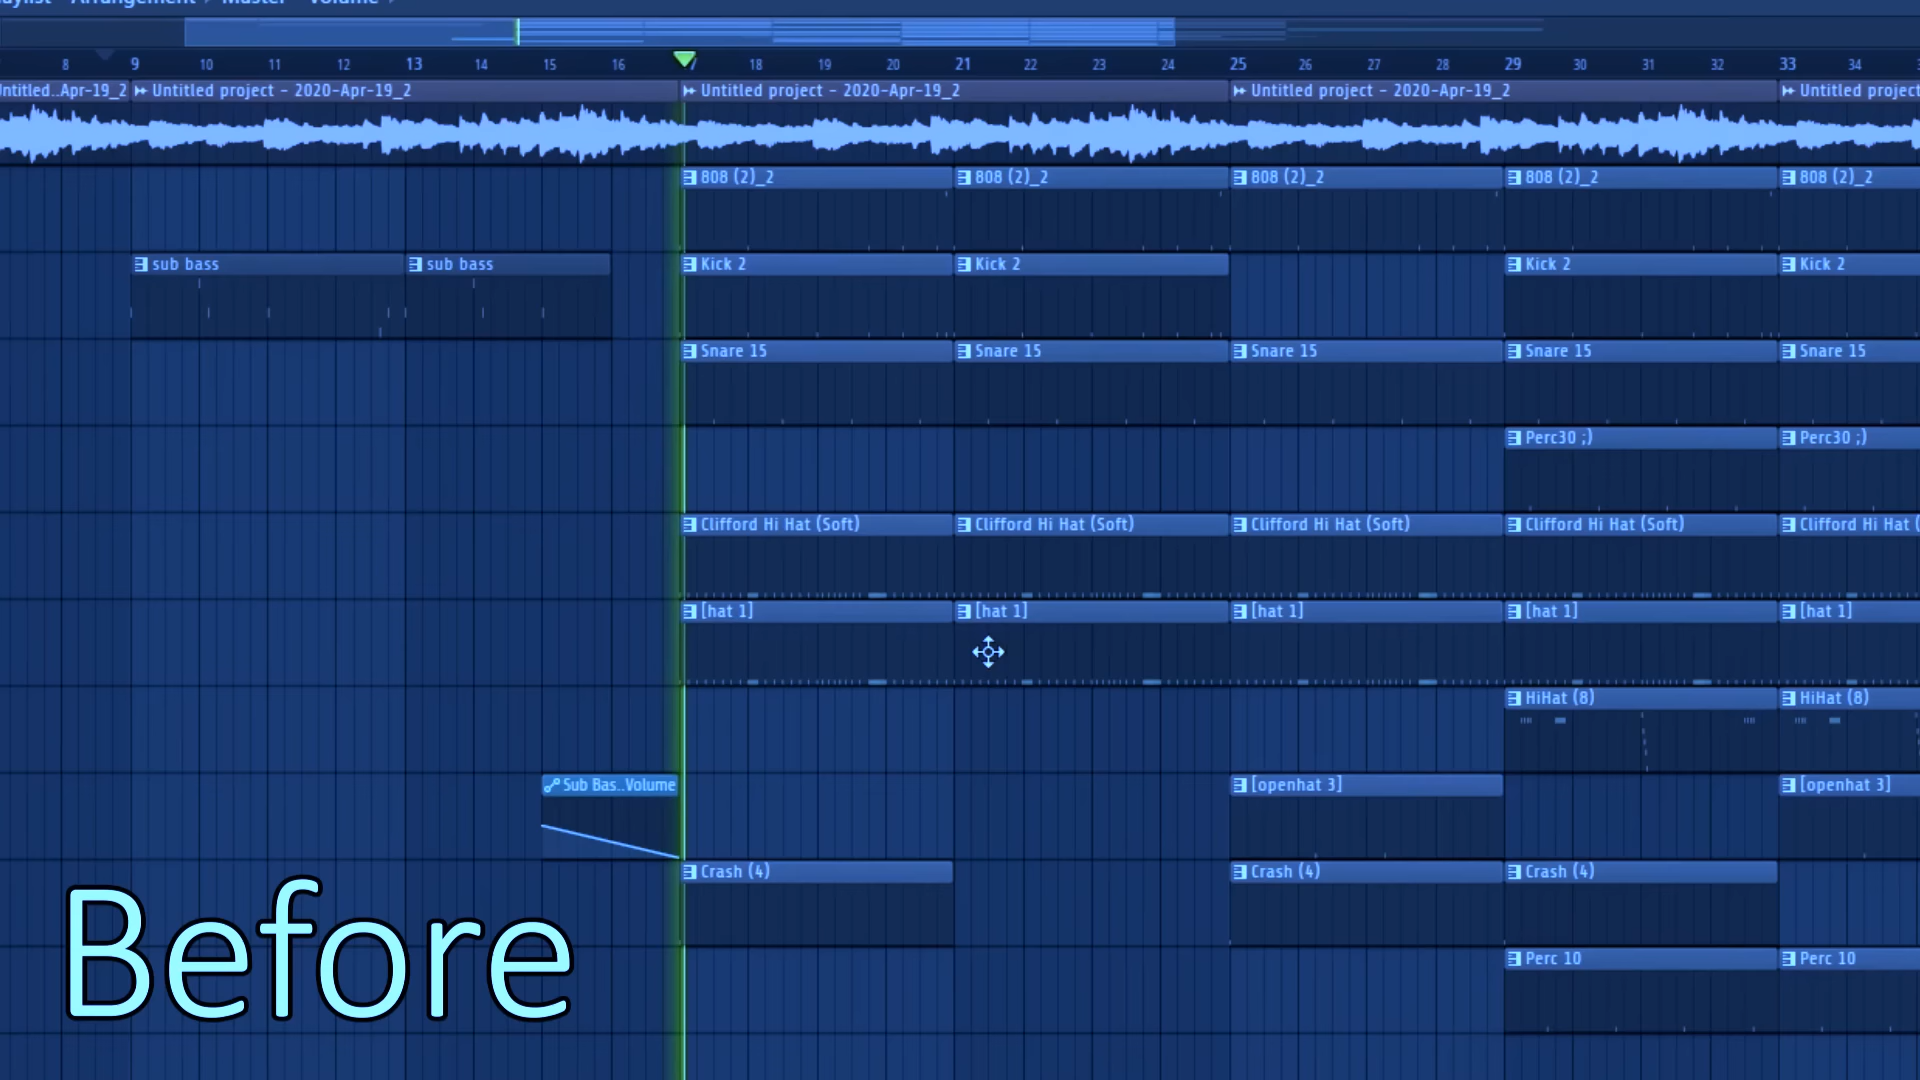 Playlist - Arrangement › Master - Volume ›
8 9 10 11 12 13 14 15 16 17 18 19 20 21 22 23 24 25 26 27 28 29 30 31 32 33 34
Untitled..Apr-19_2 Untitled project - 2020-Apr-19_2 Untitled project - 2020-Apr-19_2 Untitled project - 2020-Apr-19_2 Untitled project
808 (2)_2 808 (2)_2 808 (2)_2 808 (2)_2 808 (2)_2
sub bass sub bass Kick 2 Kick 2 Kick 2 Kick 2
Snare 15 Snare 15 Snare 15 Snare 15 Snare 15
Perc30 ;) Perc30 ;)
Clifford Hi Hat (Soft) Clifford Hi Hat (Soft) Clifford Hi Hat (Soft) Clifford Hi Hat (Soft) Clifford Hi Hat (
[hat 1] [hat 1] [hat 1] [hat 1] [hat 1]
HiHat (8) HiHat (8)
Sub Bas..Volume [openhat 3] [openhat 3]
Crash (4) Crash (4) Crash (4)
Before
Perc 10 Perc 10